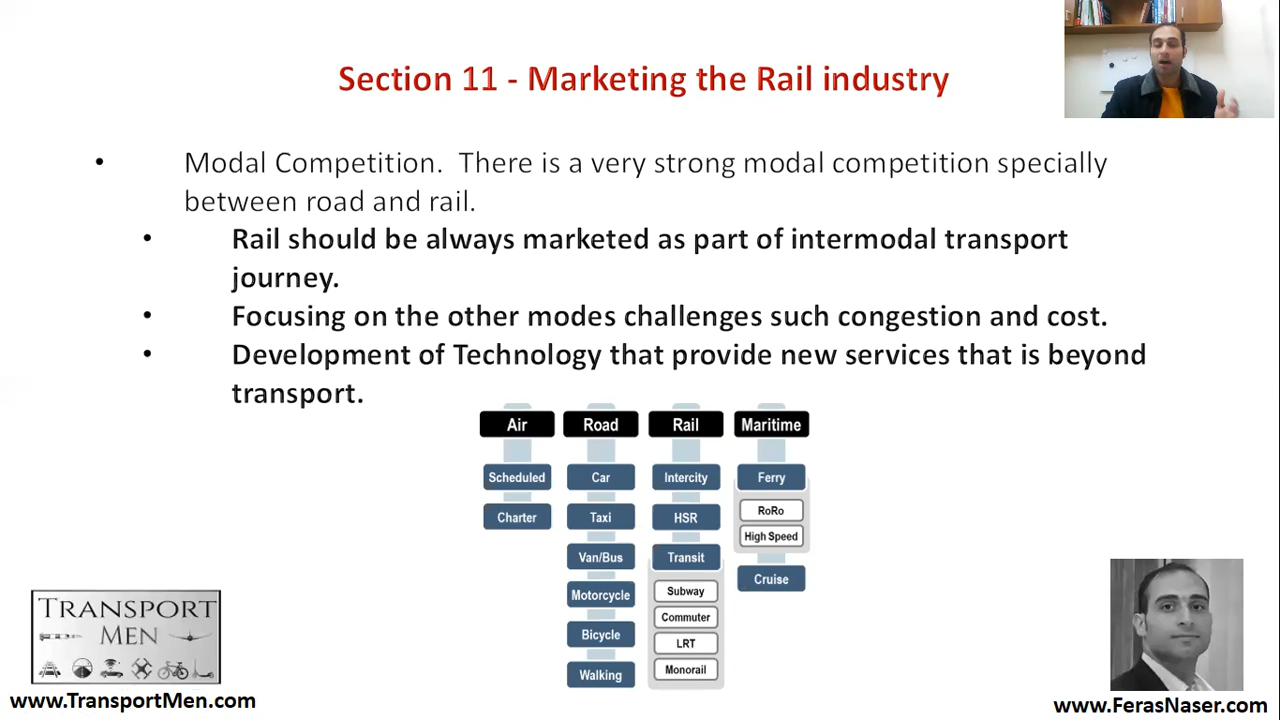 Section 11 - Marketing the Rail industry
• Modal Competition. There is a very strong modal competition specially
between road and rail.
• Rail should be always marketed as part of intermodal transport
journey.
• Focusing on the other modes challenges such congestion and cost.
• Development of Technology that provide new services that is beyond
transport.
Air Road Rail Maritime
Scheduled Car Intercity Ferry
Charter Taxi HSR RoRo
High Speed
Van/Bus Transit
Cruise
Motorcycle Subway
Commuter
Bicycle LRT
Walking Monorail
TRANSPORT
MEN
www.TransportMen.com
www.FerasNaser.com